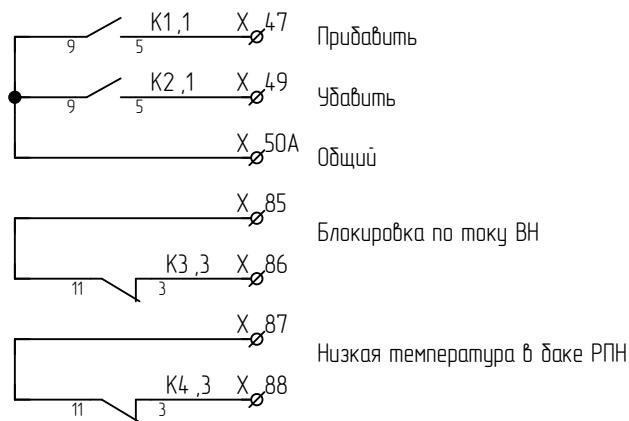 K1,1 X 47 Прибавить
9 5
K2,1 X 49 Убавить
9 5
X 50А Общий
X 85
Блокировка по току ВН
K3,3 X 86
11 3
X 87
Низкая температура в баке РПН
K4,3 X 88
11 3